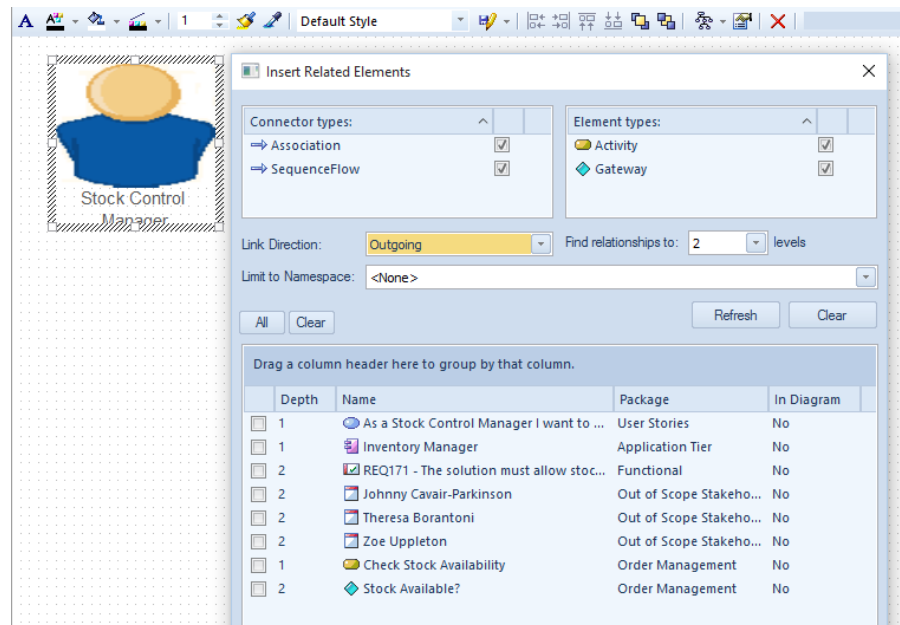 A 1 Default Style
Insert Related Elements
Stock Control
Manager
Connector types:
Association
SequenceFlow
Element types:
Activity
Gateway
Link Direction: Outgoing Find relationships to: 2 levels
Limit to Namespace: <None>
All Clear Refresh Clear
Drag a column header here to group by that column.
Depth Name Package In Diagram
1 As a Stock Control Manager I want to ... User Stories No
1 Inventory Manager Application Tier No
2 REQ171 - The solution must allow stoc... Functional No
2 Johnny Cavair-Parkinson Out of Scope Stakeho... No
2 Theresa Borantoni Out of Scope Stakeho... No
2 Zoe Uppleton Out of Scope Stakeho... No
1 Check Stock Availability Order Management No
2 Stock Available? Order Management No